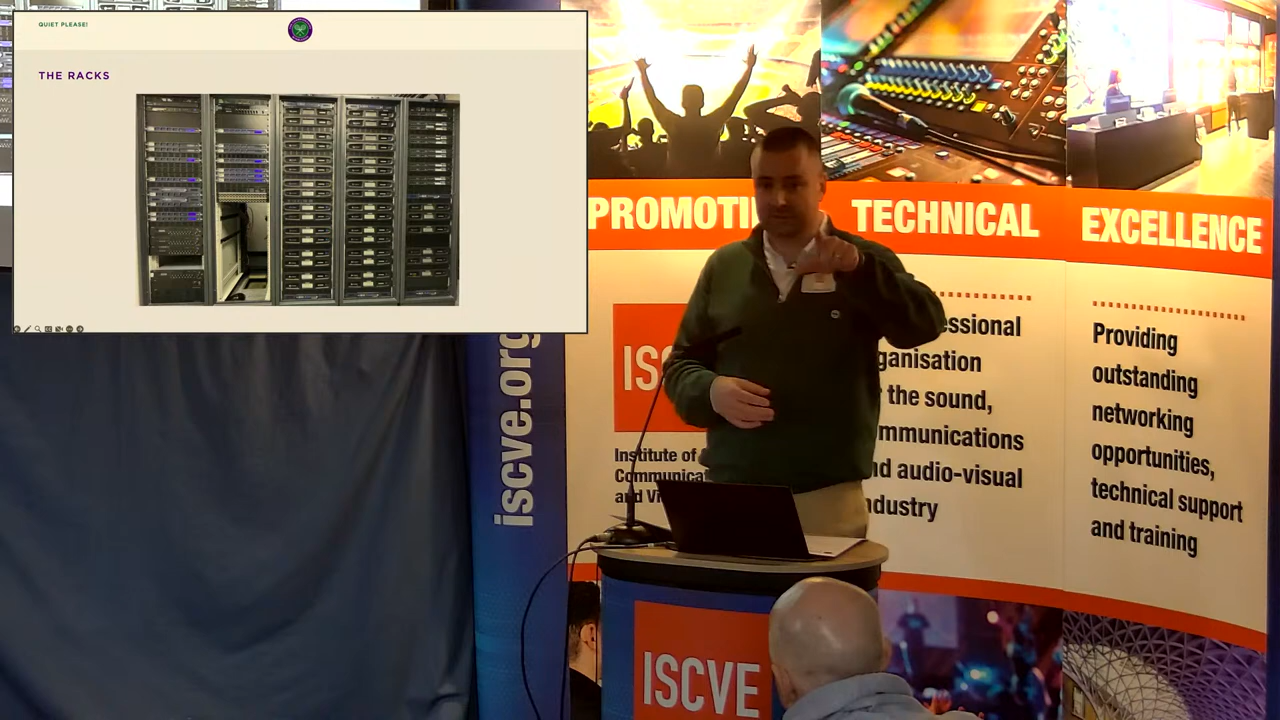 QUIET PLEASE!
THE RACKS
PROMOTI
TECHNICAL
EXCELLENCE
ISC
Institute of
Communica
and Vi
essional
ganisation
the sound,
mmunications
nd audio-visual
ndustry
Providing
outstanding
networking
opportunities,
technical support
and training
iscve.org
ISCVE